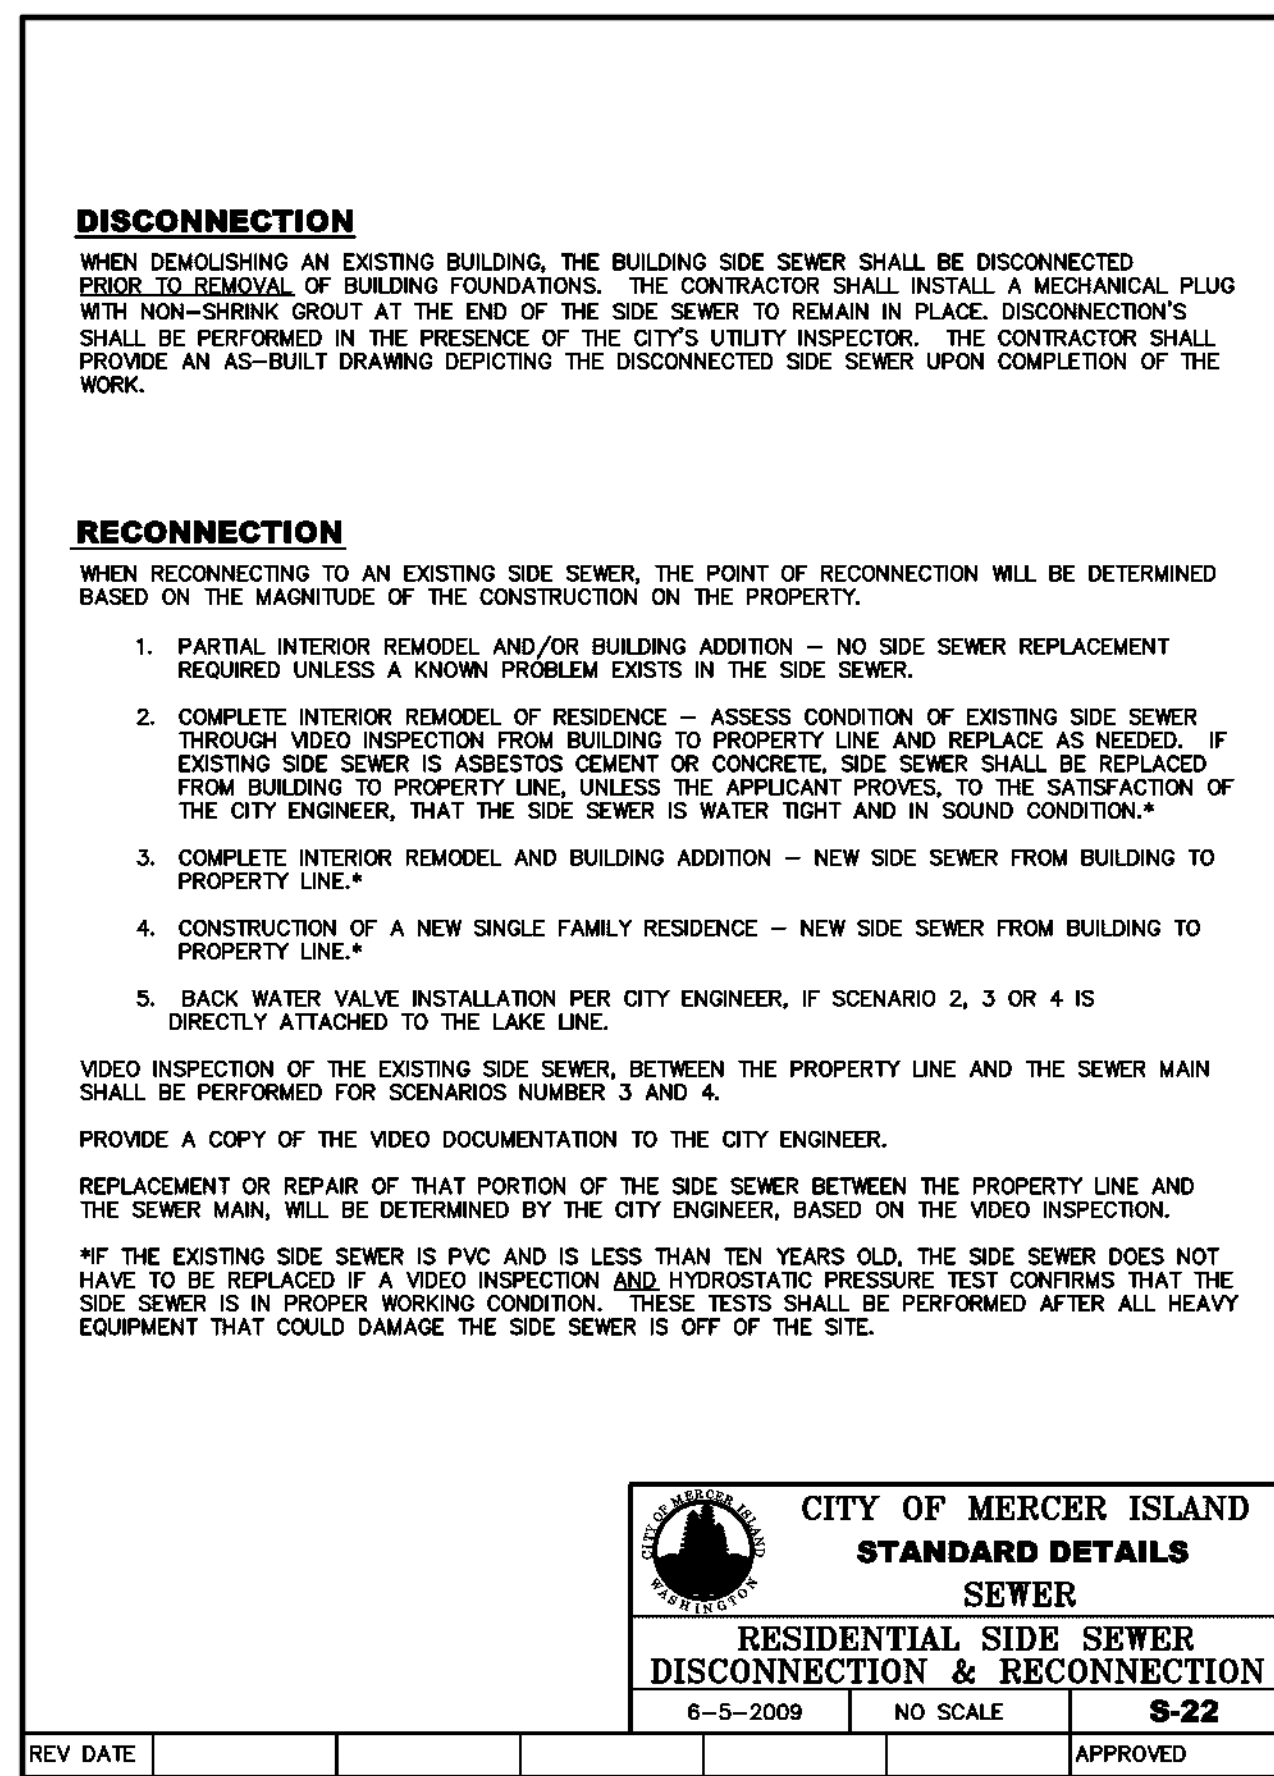 DISCONNECTION
WHEN DEMOLISHING AN EXISTING BUILDING, THE BUILDING SIDE SEWER SHALL BE DISCONNECTED
PRIOR TO REMOVAL OF BUILDING FOUNDATIONS. THE CONTRACTOR SHALL INSTALL A MECHANICAL PLUG
WITH NON-SHRINK GROUT AT THE END OF THE SIDE SEWER TO REMAIN IN PLACE. DISCONNECTION'S
SHALL BE PERFORMED IN THE PRESENCE OF THE CITY'S UTILITY INSPECTOR. THE CONTRACTOR SHALL
PROVIDE AN AS-BUILT DRAWING DEPICTING THE DISCONNECTED SIDE SEWER UPON COMPLETION OF THE
WORK.
RECONNECTION
WHEN RECONNECTING TO AN EXISTING SIDE SEWER, THE POINT OF RECONNECTION WILL BE DETERMINED
BASED ON THE MAGNITUDE OF THE CONSTRUCTION ON THE PROPERTY.
1. PARTIAL INTERIOR REMODEL AND/OR BUILDING ADDITION – NO SIDE SEWER REPLACEMENT
REQUIRED UNLESS A KNOWN PROBLEM EXISTS IN THE SIDE SEWER.
2. COMPLETE INTERIOR REMODEL OF RESIDENCE – ASSESS CONDITION OF EXISTING SIDE SEWER
THROUGH VIDEO INSPECTION FROM BUILDING TO PROPERTY LINE AND REPLACE AS NEEDED. IF
EXISTING SIDE SEWER IS ASBESTOS CEMENT OR CONCRETE, SIDE SEWER SHALL BE REPLACED
FROM BUILDING TO PROPERTY LINE, UNLESS THE APPLICANT PROVES, TO THE SATISFACTION OF
THE CITY ENGINEER, THAT THE SIDE SEWER IS WATER TIGHT AND IN SOUND CONDITION.*
3. COMPLETE INTERIOR REMODEL AND BUILDING ADDITION – NEW SIDE SEWER FROM BUILDING TO
PROPERTY LINE.*
4. CONSTRUCTION OF A NEW SINGLE FAMILY RESIDENCE – NEW SIDE SEWER FROM BUILDING TO
PROPERTY LINE.*
5. BACK WATER VALVE INSTALLATION PER CITY ENGINEER, IF SCENARIO 2, 3 OR 4 IS
DIRECTLY ATTACHED TO THE LAKE LINE.
VIDEO INSPECTION OF THE EXISTING SIDE SEWER, BETWEEN THE PROPERTY LINE AND THE SEWER MAIN
SHALL BE PERFORMED FOR SCENARIOS NUMBER 3 AND 4.
PROVIDE A COPY OF THE VIDEO DOCUMENTATION TO THE CITY ENGINEER.
REPLACEMENT OR REPAIR OF THAT PORTION OF THE SIDE SEWER BETWEEN THE PROPERTY LINE AND
THE SEWER MAIN, WILL BE DETERMINED BY THE CITY ENGINEER, BASED ON THE VIDEO INSPECTION.
*IF THE EXISTING SIDE SEWER IS PVC AND IS LESS THAN TEN YEARS OLD, THE SIDE SEWER DOES NOT
HAVE TO BE REPLACED IF A VIDEO INSPECTION AND HYDROSTATIC PRESSURE TEST CONFIRMS THAT THE
SIDE SEWER IS IN PROPER WORKING CONDITION. THESE TESTS SHALL BE PERFORMED AFTER ALL HEAVY
EQUIPMENT THAT COULD DAMAGE THE SIDE SEWER IS OFF OF THE SITE.
CITY OF MERCER ISLAND
WASHINGTON
CITY OF MERCER ISLAND
STANDARD DETAILS
SEWER
RESIDENTIAL SIDE SEWER
DISCONNECTION & RECONNECTION
6-5-2009 NO SCALE S-22
REV DATE APPROVED